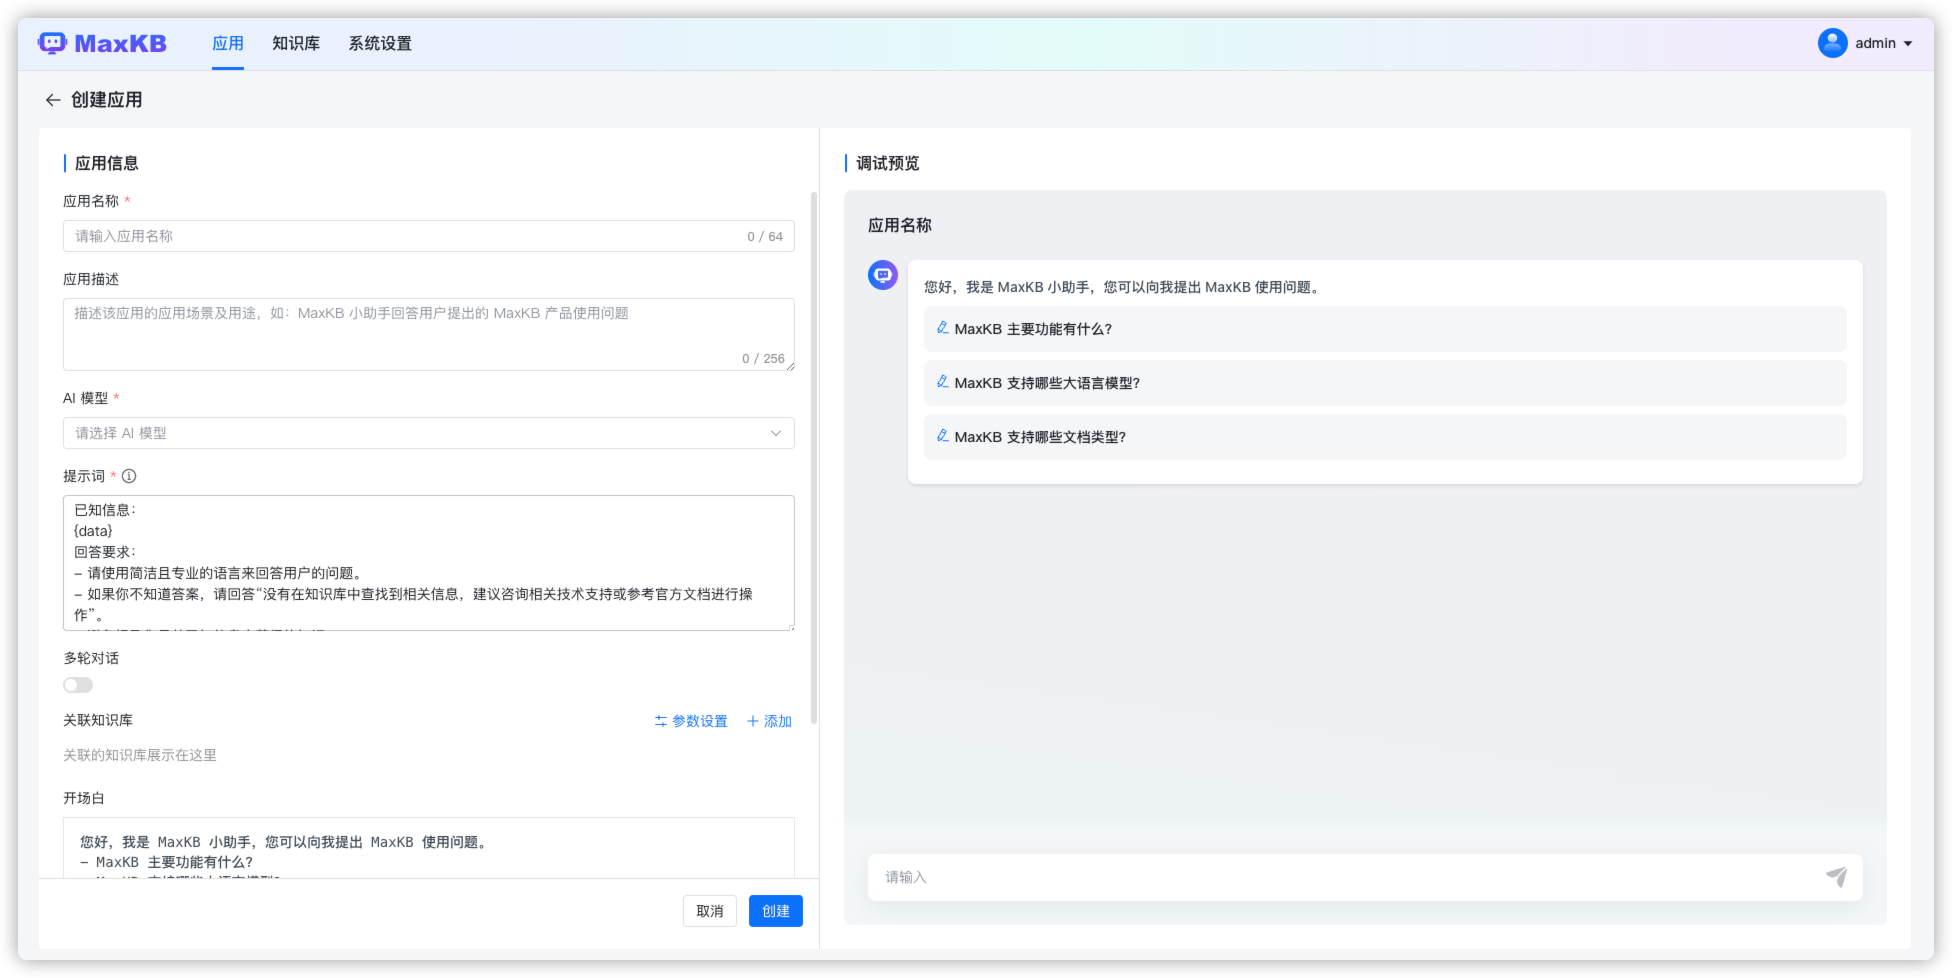 MaxKB
应用
知识库
系统设置
admin
创建应用
应用信息
应用名称 *
请输入应用名称
0 / 64
应用描述
描述该应用的应用场景及用途，如：MaxKB 小助手回答用户提出的 MaxKB 产品使用问题
0 / 256
AI 模型 *
请选择 AI 模型
提示词 *
已知信息：
{data}
回答要求：
- 请使用简洁且专业的语言来回答用户的问题。
- 如果你不知道答案，请回答“没有在知识库中查找到相关信息，建议咨询相关技术支持或参考官方文档进行操
作”。
多轮对话
关联知识库
参数设置
添加
关联的知识库展示在这里
开场白
您好，我是 MaxKB 小助手，您可以向我提出 MaxKB 使用问题。
- MaxKB 主要功能有什么?
取消
创建
调试预览
应用名称
您好，我是 MaxKB 小助手，您可以向我提出 MaxKB 使用问题。
MaxKB 主要功能有什么?
MaxKB 支持哪些大语言模型?
MaxKB 支持哪些文档类型?
请输入